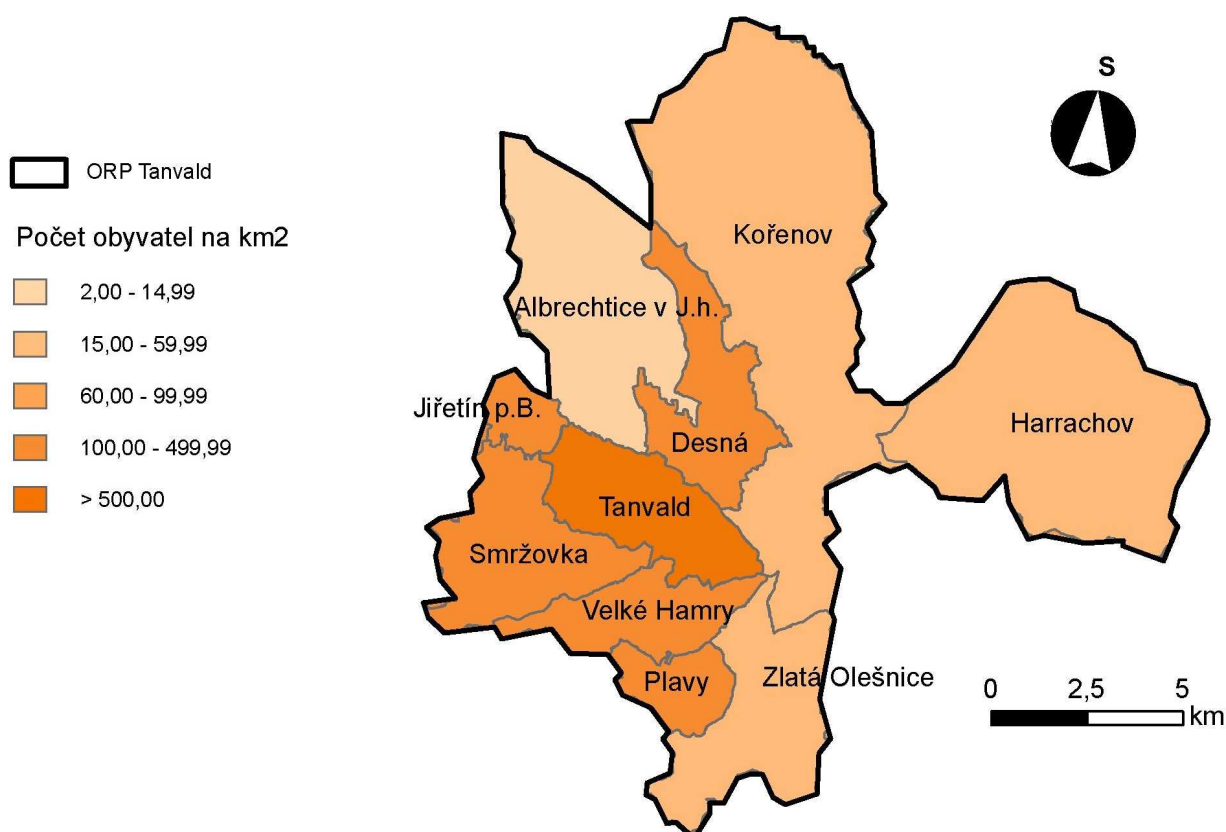 S
ORP Tanvald
Počet obyvatel na km2
2,00 - 14,99
15,00 - 59,99
60,00 - 99,99
100,00 - 499,99
> 500,00
Kořenov
Albrechtice v J.h.
Jiřetín p.B.
Desná
Harrachov
Tanvald
Smržovka
Velké Hamry
Plavy
Zlatá Olešnice
0 2,5 5
km